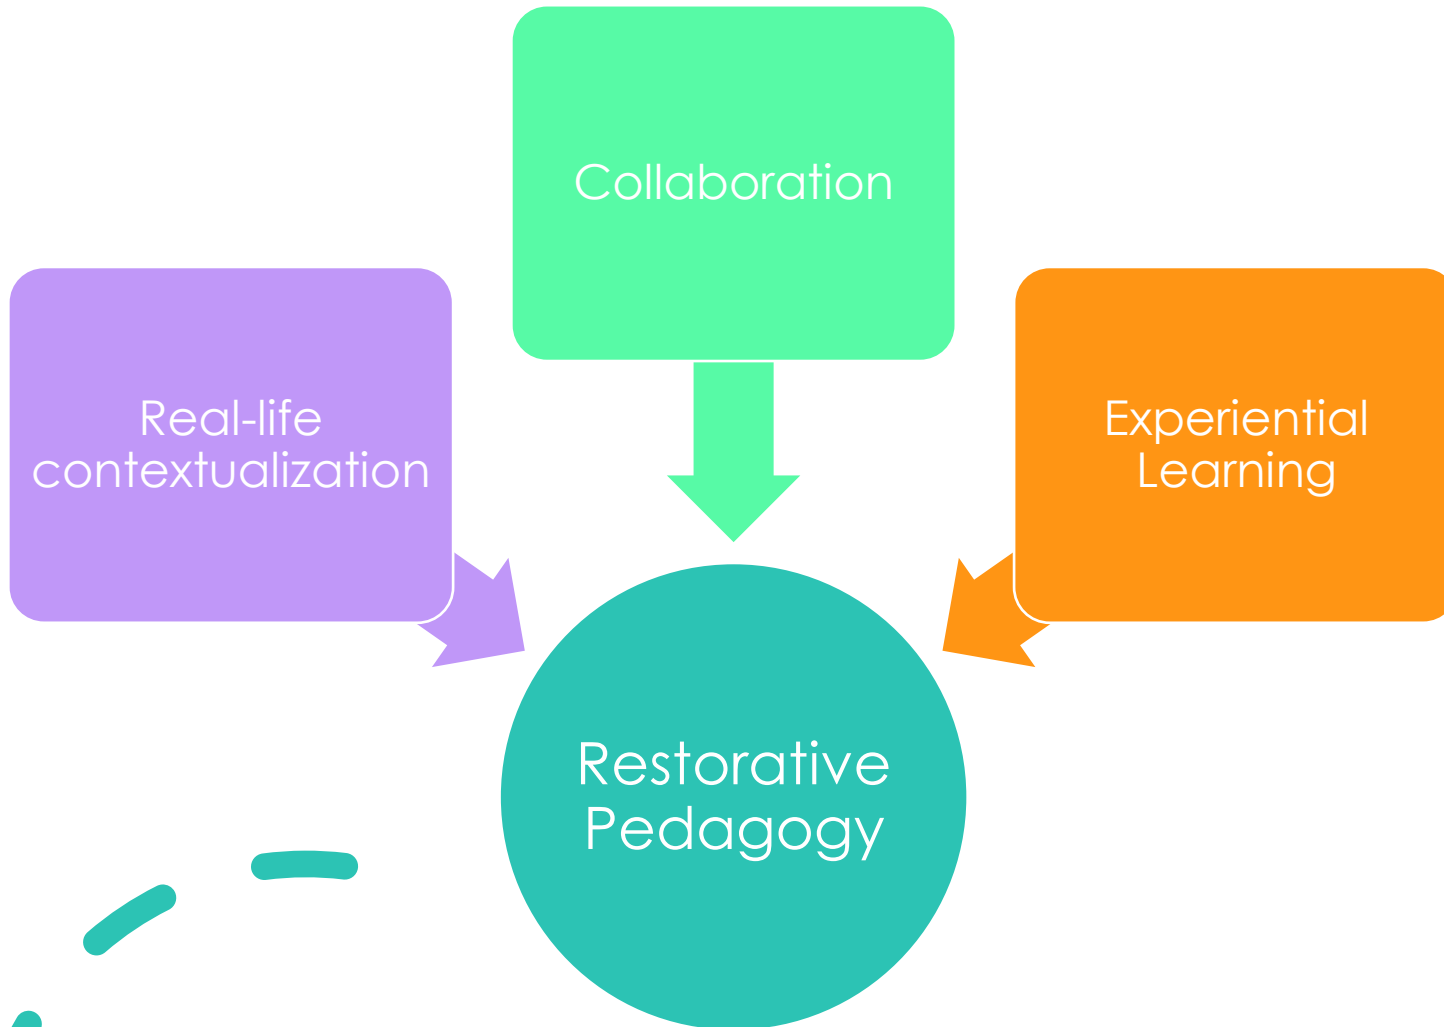 Collaboration
Real-life
contextualization
Experiential
Learning
Restorative
Pedagogy